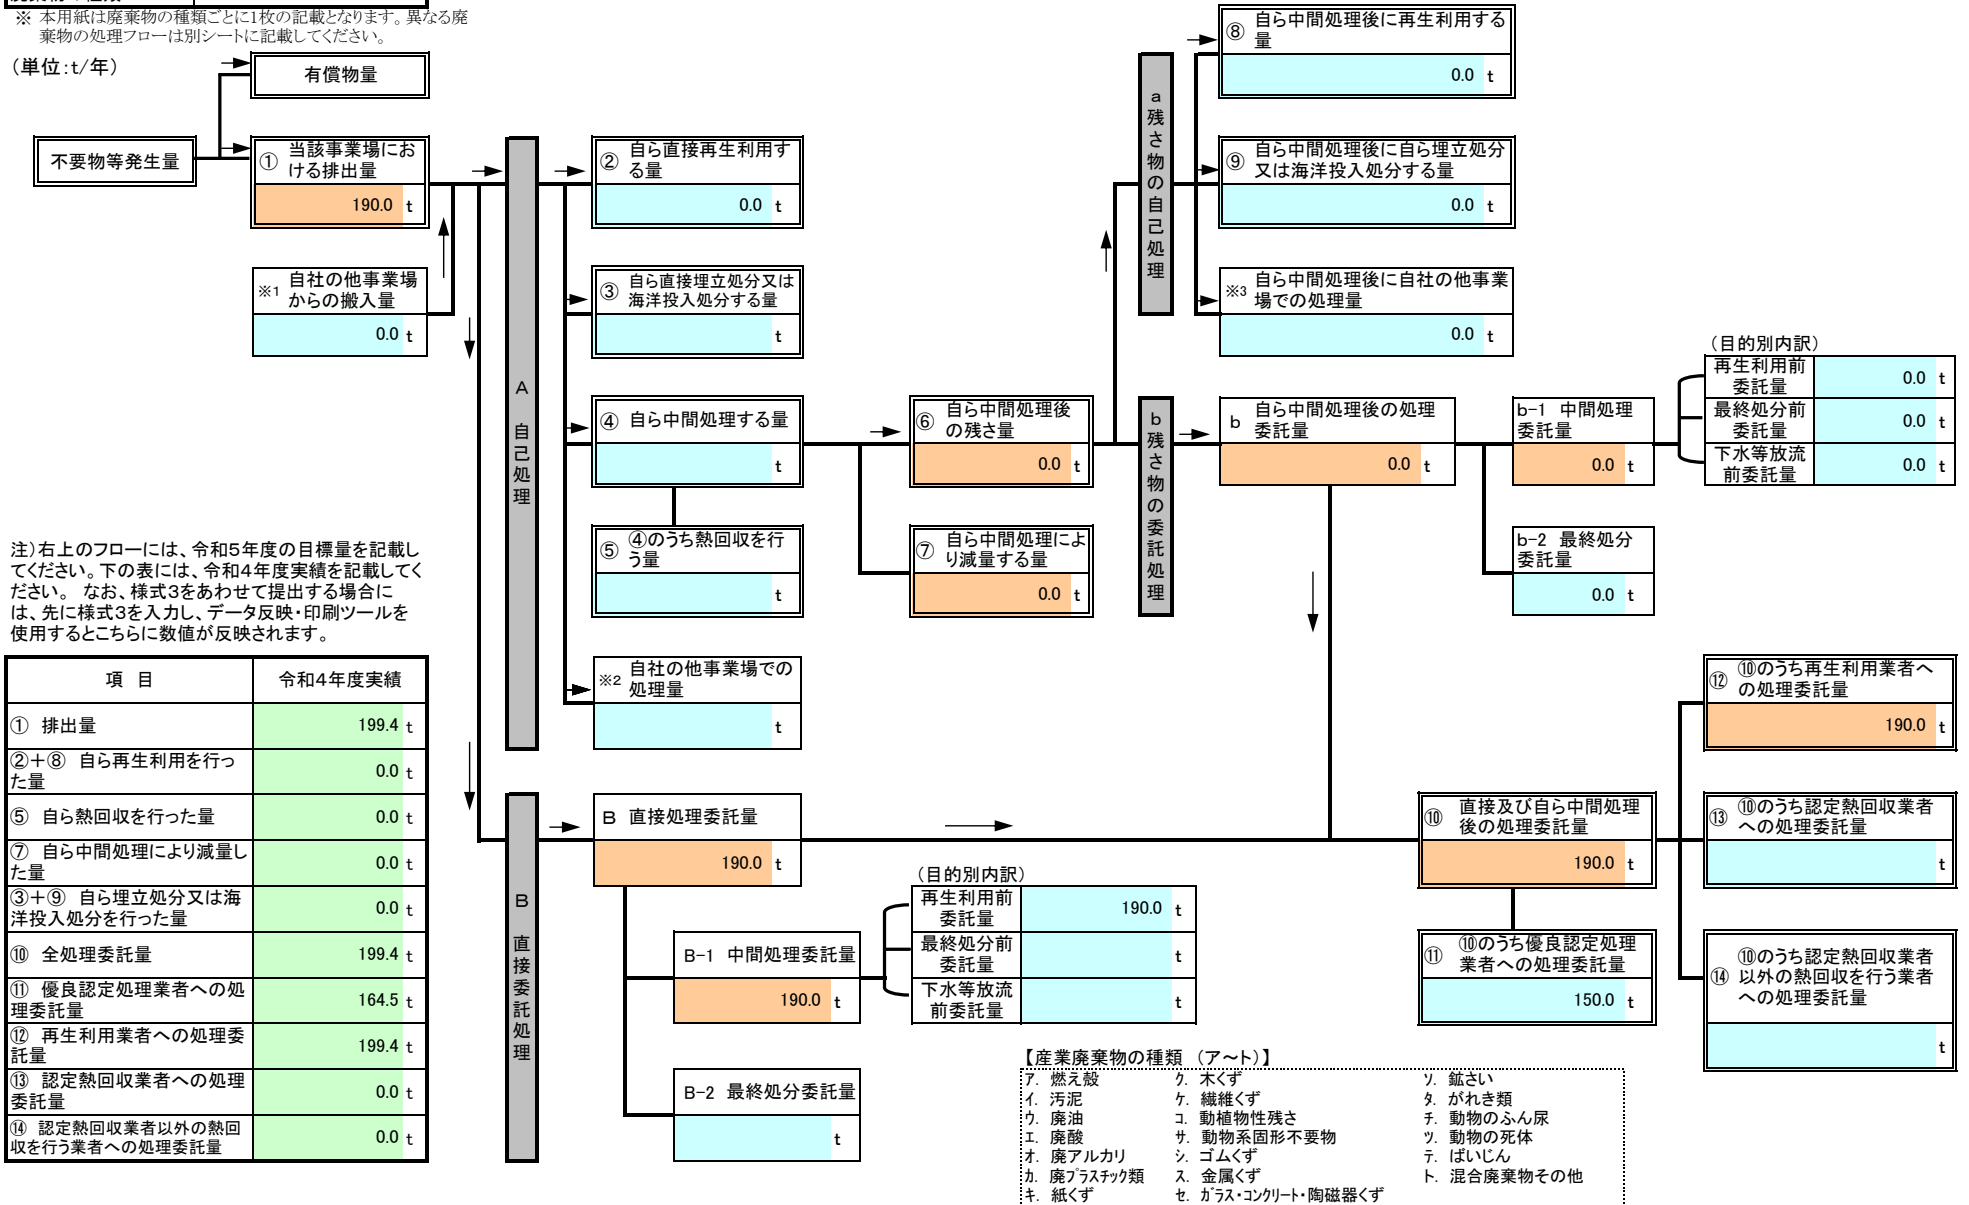 ※ 本用紙は廃棄物の種類ごとに1枚の記載となります。異なる廃
棄物の処理フローは別シートに記載してください。
(単位:t/年)
有償物量
不要物等発生量
① 当該事業場にお
ける排出量
190.0 t
※1 自社の他事業場
からの搬入量
0.0 t
A 自己処理
② 自ら直接再生利用す
る量
0.0 t
③ 自ら直接埋立処分又は
海洋投入処分する量
t
④ 自ら中間処理する量
t
⑤ ④のうち熱回収を行
う量
t
※2 自社の他事業場での
処理量
t
⑥ 自ら中間処理後
の残さ量
0.0 t
⑦ 自ら中間処理によ
り減量する量
0.0 t
a 残さ物の自己処理
⑧ 自ら中間処理後に再生利用する
量
0.0 t
⑨ 自ら中間処理後に自ら埋立処分
又は海洋投入処分する量
0.0 t
※3 自ら中間処理後に自社の他事業
場での処理量
0.0 t
b 残さ物の委託処理
b 自ら中間処理後の処理
委託量
0.0 t
b-1 中間処理
委託量
0.0 t
b-2 最終処分
委託量
0.0 t
(目的別内訳)
再生利用前
委託量
0.0 t
最終処分前
委託量
0.0 t
下水等放流
前委託量
0.0 t
注)右上のフローには、令和5年度の目標量を記載し
てください。下の表には、令和4年度実績を記載してく
ださい。 なお、様式3をあわせて提出する場合に
は、先に様式3を入力し、データ反映・印刷ツールを
使用するとこちらに数値が反映されます。
項 目 令和4年度実績
① 排出量 199.4 t
②+⑧ 自ら再生利用を行っ
た量
0.0 t
⑤ 自ら熱回収を行った量 0.0 t
⑦ 自ら中間処理により減量し
た量
0.0 t
③+⑨ 自ら埋立処分又は海
洋投入処分を行った量
0.0 t
⑩ 全処理委託量 199.4 t
⑪ 優良認定処理業者への処
理委託量
164.5 t
⑫ 再生利用業者への処理委
託量
199.4 t
⑬ 認定熱回収業者への処理
委託量
0.0 t
⑭ 認定熱回収業者以外の熱回
収を行う業者への処理委託量
0.0 t
B 直接委託処理
B 直接処理委託量
190.0 t
B-1 中間処理委託量
190.0 t
B-2 最終処分委託量
t
(目的別内訳)
再生利用前
委託量
190.0 t
最終処分前
委託量
t
下水等放流
前委託量
t
⑩ 直接及び自ら中間処理
後の処理委託量
190.0 t
⑪ ⑩のうち優良認定処理
業者への処理委託量
150.0 t
⑫ ⑩のうち再生利用業者へ
の処理委託量
190.0 t
⑬ ⑩のうち認定熱回収業者
への処理委託量
t
⑭ ⑩のうち認定熱回収業者
以外の熱回収を行う業者
への処理委託量
t
【産業廃棄物の種類 (ア~ト)】
ア. 燃え殻 ク. 木くず ソ. 鉱さい
イ. 汚泥 ケ. 繊維くず タ. がれき類
ウ. 廃油 コ. 動植物性残さ チ. 動物のふん尿
エ. 廃酸 サ. 動物系固形不要物 ツ. 動物の死体
オ. 廃アルカリ シ. ゴムくず テ. ばいじん
カ. 廃プラスチック類 ス. 金属くず ト. 混合廃棄物その他
キ. 紙くず セ. ガラス・コンクリート・陶磁器くず